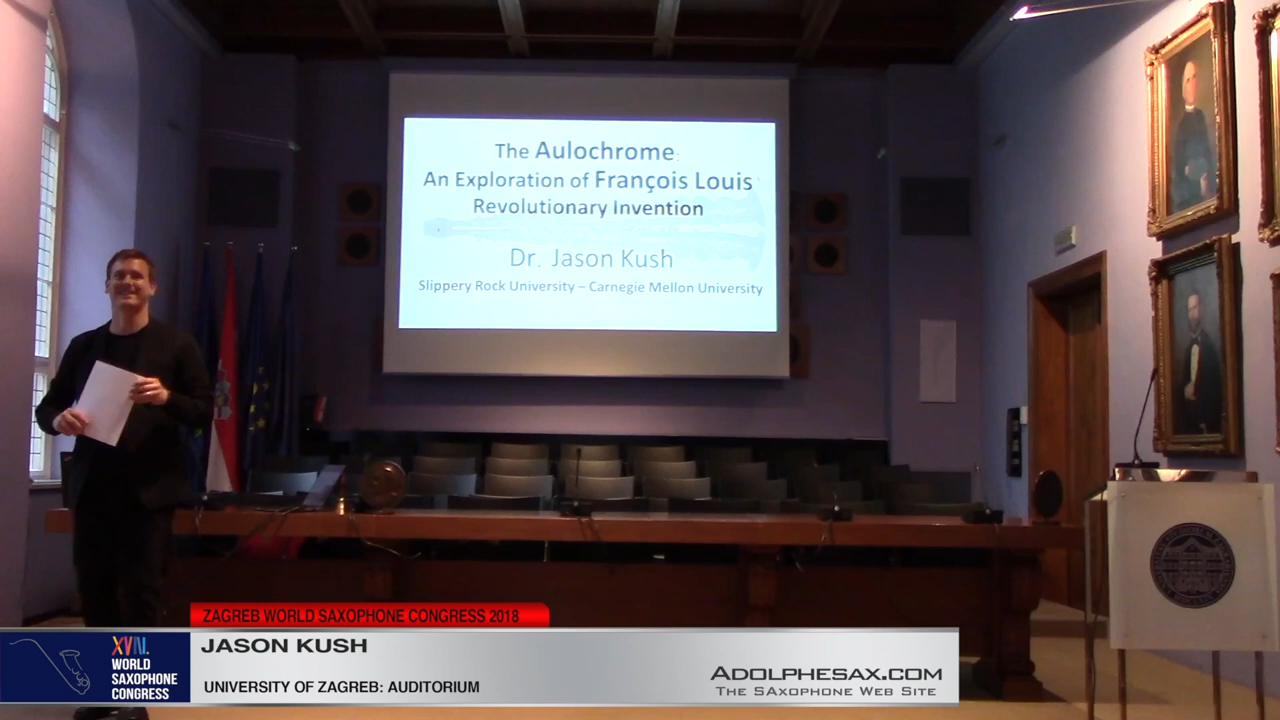 The Aulochrome:
An Exploration of François Louis'
Revolutionary Invention
Dr. Jason Kush
Slippery Rock University – Carnegie Mellon University
ZAGREB WORLD SAXOPHONE CONGRESS 2018
XVIII.
WORLD
SAXOPHONE
CONGRESS
JASON KUSH
UNIVERSITY OF ZAGREB: AUDITORIUM
ADOLPHESAX.COM
THE SAXOPHONE WEB SITE